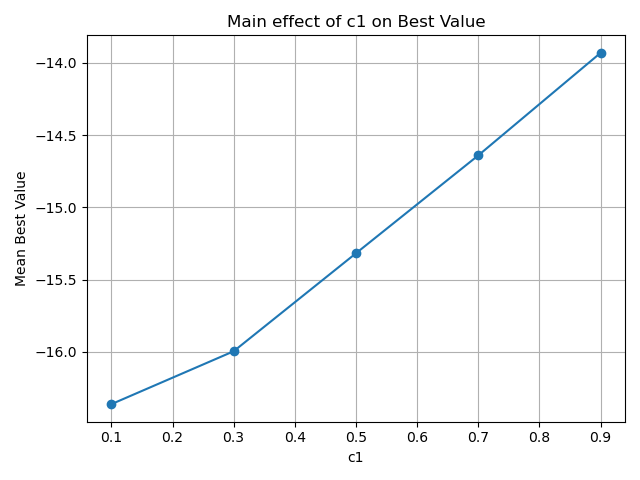 Main effect of c1 on Best Value
Mean Best Value
−14.0
−14.5
−15.0
−15.5
−16.0
0.1 0.2 0.3 0.4 0.5 0.6 0.7 0.8 0.9
c1